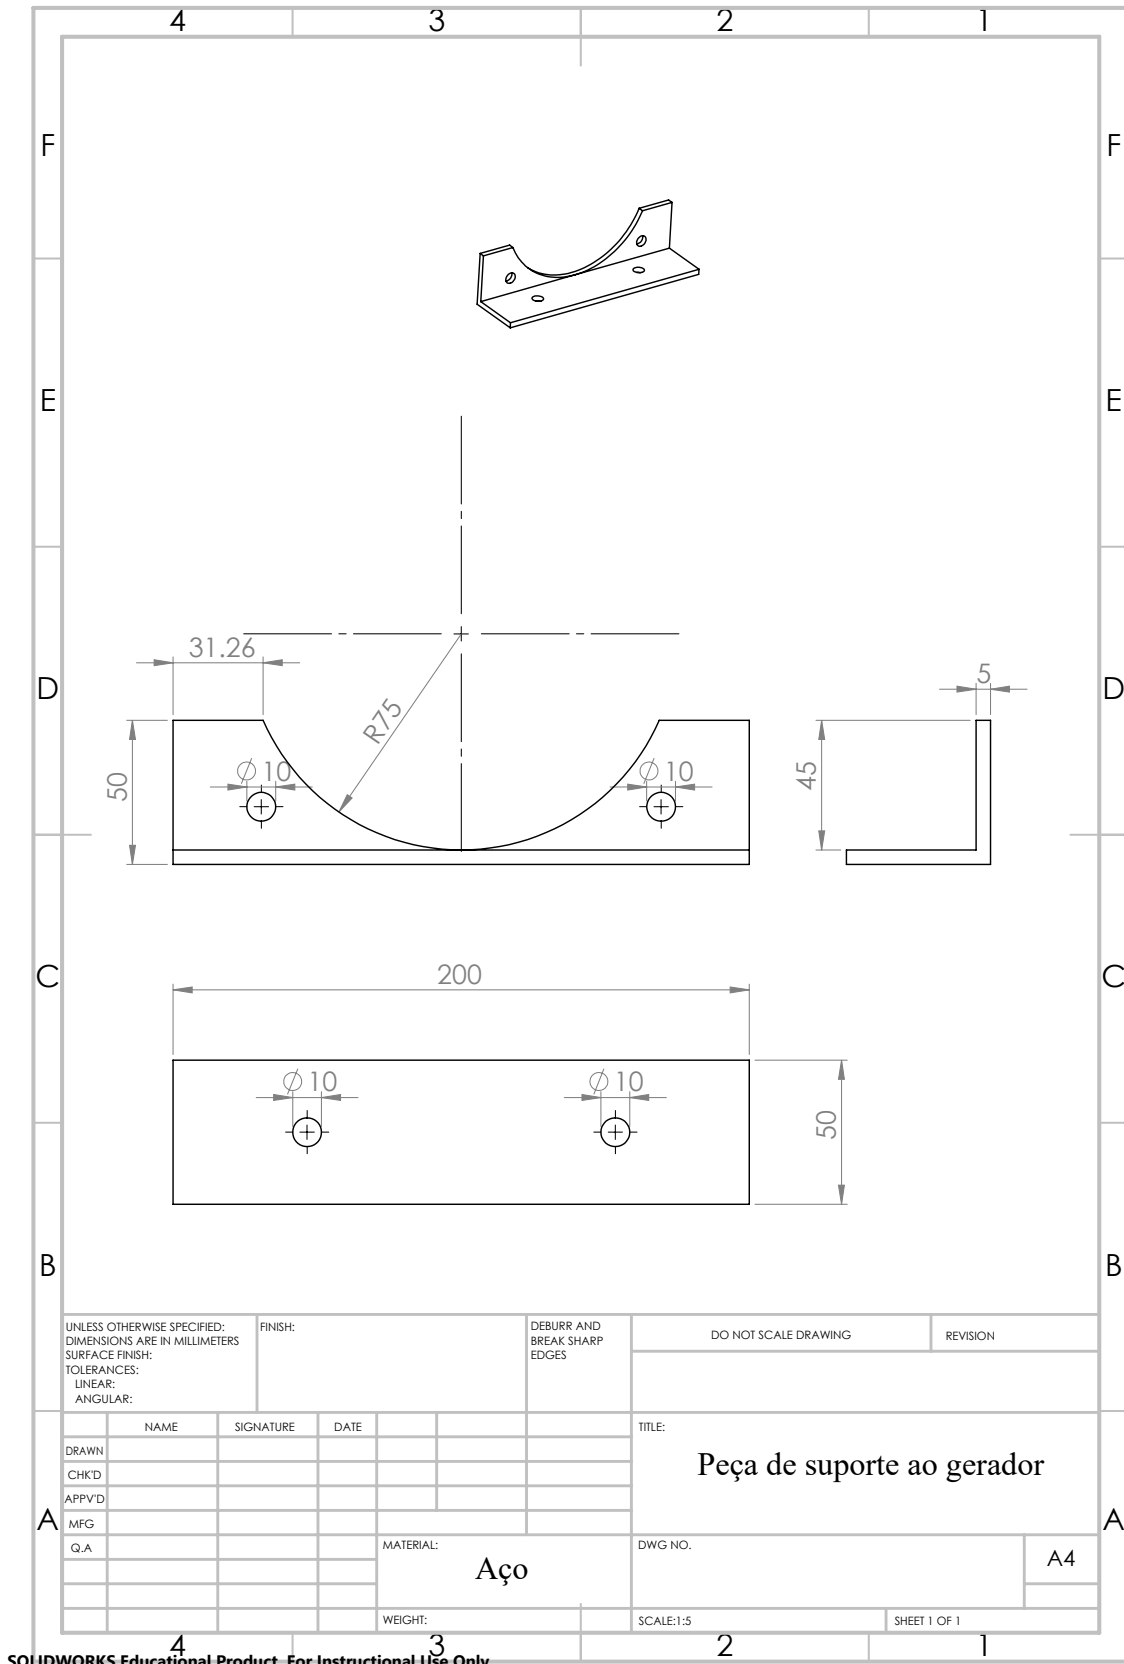 4 3 2 1
F F
E E
31.26
D D
5
R75
50
⌀ 10 ⌀ 10
45
C C
200
⌀ 10 ⌀ 10
50
B B
UNLESS OTHERWISE SPECIFIED:
DIMENSIONS ARE IN MILLIMETERS
SURFACE FINISH:
TOLERANCES:
LINEAR:
ANGULAR:
FINISH:
DEBURR AND
BREAK SHARP
EDGES
DO NOT SCALE DRAWING
REVISION
NAME SIGNATURE DATE
DRAWN
CHK'D
APPV'D
MFG
Q.A
TITLE:
Peça de suporte ao gerador
A A
MATERIAL:
Aço
DWG NO.
A4
WEIGHT:
SCALE:1:5
SHEET 1 OF 1
4 3 2 1
SOLIDWORKS Educational Product. For Instructional Use Only.